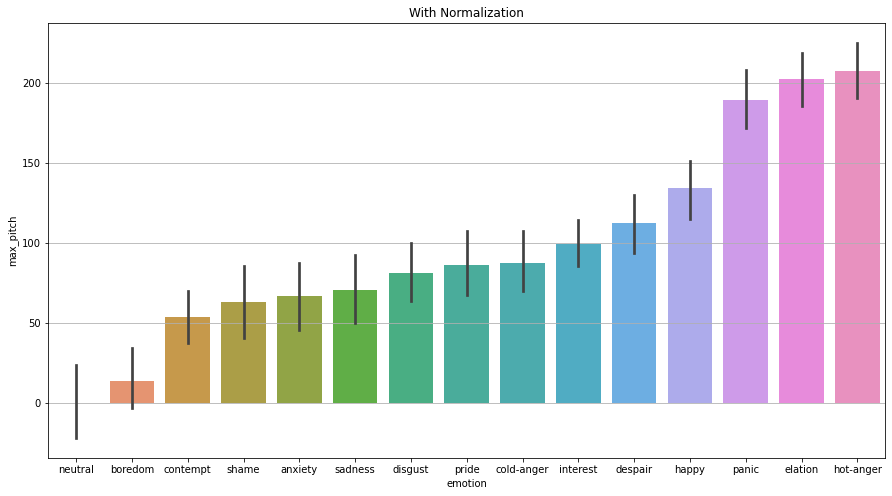 With Normalization
max_pitch
200
150
100
50
0
neutral boredom contempt shame anxiety sadness disgust pride cold-anger interest despair happy panic elation hot-anger
emotion